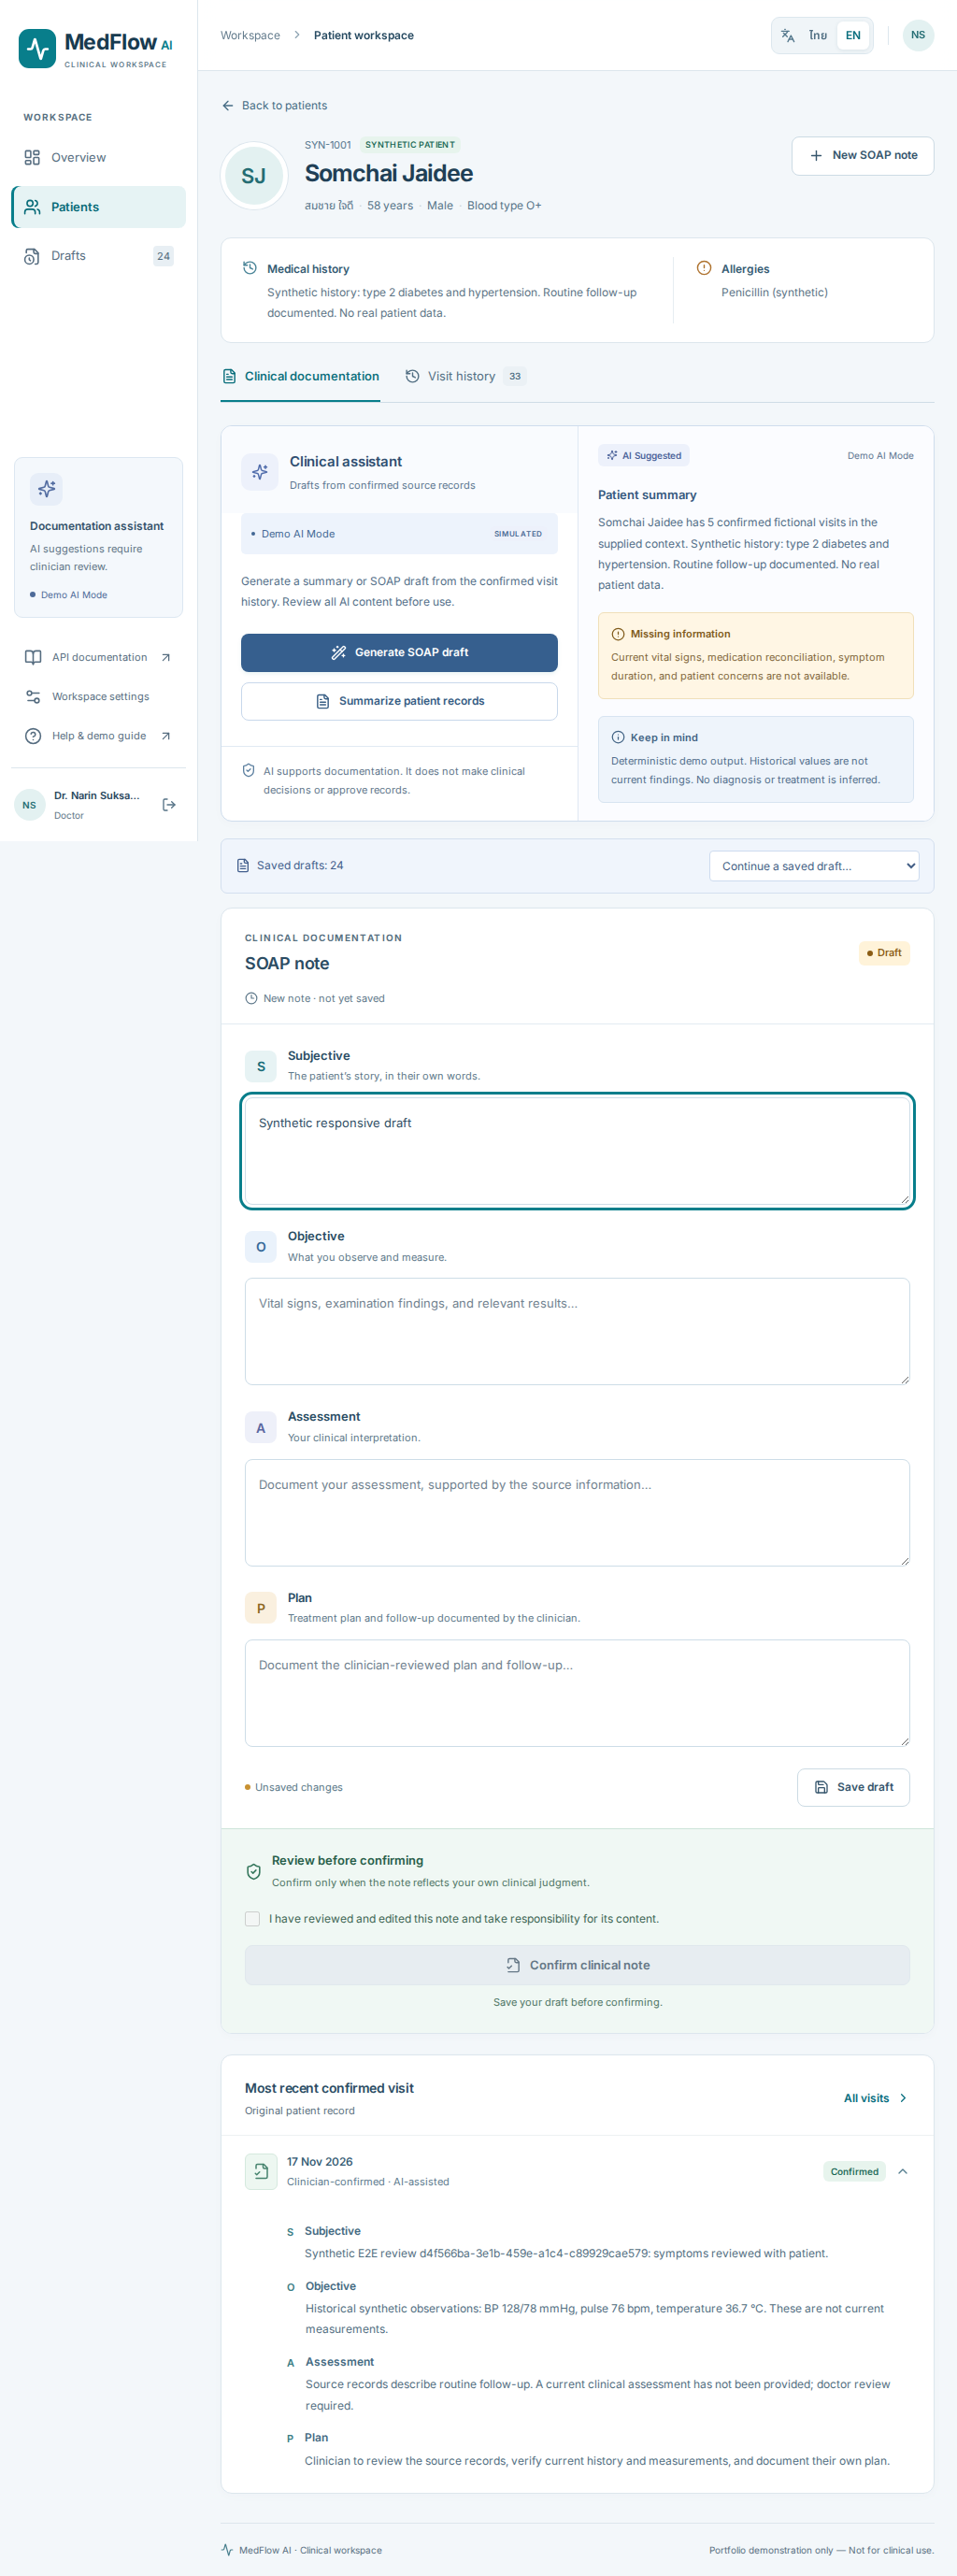 MedFlow AI
CLINICAL WORKSPACE
WORKSPACE
Overview
Patients
Drafts 24
Documentation assistant
AI suggestions require
clinician review.
Demo AI Mode
API documentation
Workspace settings
Help & demo guide
NS
Dr. Narin Suksa...
Doctor
Workspace
Patient workspace
ไทย EN
NS
Back to patients
SJ
SYN-1001 SYNTHETIC PATIENT
Somchai Jaidee
สมชาย ใจดี · 58 years · Male · Blood type O+
New SOAP note
Medical history
Synthetic history: type 2 diabetes and hypertension. Routine follow-up
documented. No real patient data.
Allergies
Penicillin (synthetic)
Clinical documentation
Visit history 33
Clinical assistant
Drafts from confirmed source records
Demo AI Mode SIMULATED
Generate a summary or SOAP draft from the confirmed visit
history. Review all AI content before use.
Generate SOAP draft
Summarize patient records
AI supports documentation. It does not make clinical
decisions or approve records.
AI Suggested
Demo AI Mode
Patient summary
Somchai Jaidee has 5 confirmed fictional visits in the
supplied context. Synthetic history: type 2 diabetes and
hypertension. Routine follow-up documented. No real
patient data.
Missing information
Current vital signs, medication reconciliation, symptom
duration, and patient concerns are not available.
Keep in mind
Deterministic demo output. Historical values are not
current findings. No diagnosis or treatment is inferred.
Saved drafts: 24
Continue a saved draft...
CLINICAL DOCUMENTATION
SOAP note
Draft
New note · not yet saved
S
Subjective
The patient's story, in their own words.
Synthetic responsive draft
O
Objective
What you observe and measure.
Vital signs, examination findings, and relevant results...
A
Assessment
Your clinical interpretation.
Document your assessment, supported by the source information...
P
Plan
Treatment plan and follow-up documented by the clinician.
Document the clinician-reviewed plan and follow-up...
Unsaved changes
Save draft
Review before confirming
Confirm only when the note reflects your own clinical judgment.
I have reviewed and edited this note and take responsibility for its content.
Confirm clinical note
Save your draft before confirming.
Most recent confirmed visit
Original patient record
All visits
17 Nov 2026
Clinician-confirmed · AI-assisted
Confirmed
S Subjective
Synthetic E2E review d4f566ba-3e1b-459e-a1c4-c89929cae579: symptoms reviewed with patient.
O Objective
Historical synthetic observations: BP 128/78 mmHg, pulse 76 bpm, temperature 36.7 °C. These are not current
measurements.
A Assessment
Source records describe routine follow-up. A current clinical assessment has not been provided; doctor review
required.
P Plan
Clinician to review the source records, verify current history and measurements, and document their own plan.
MedFlow AI · Clinical workspace
Portfolio demonstration only — Not for clinical use.